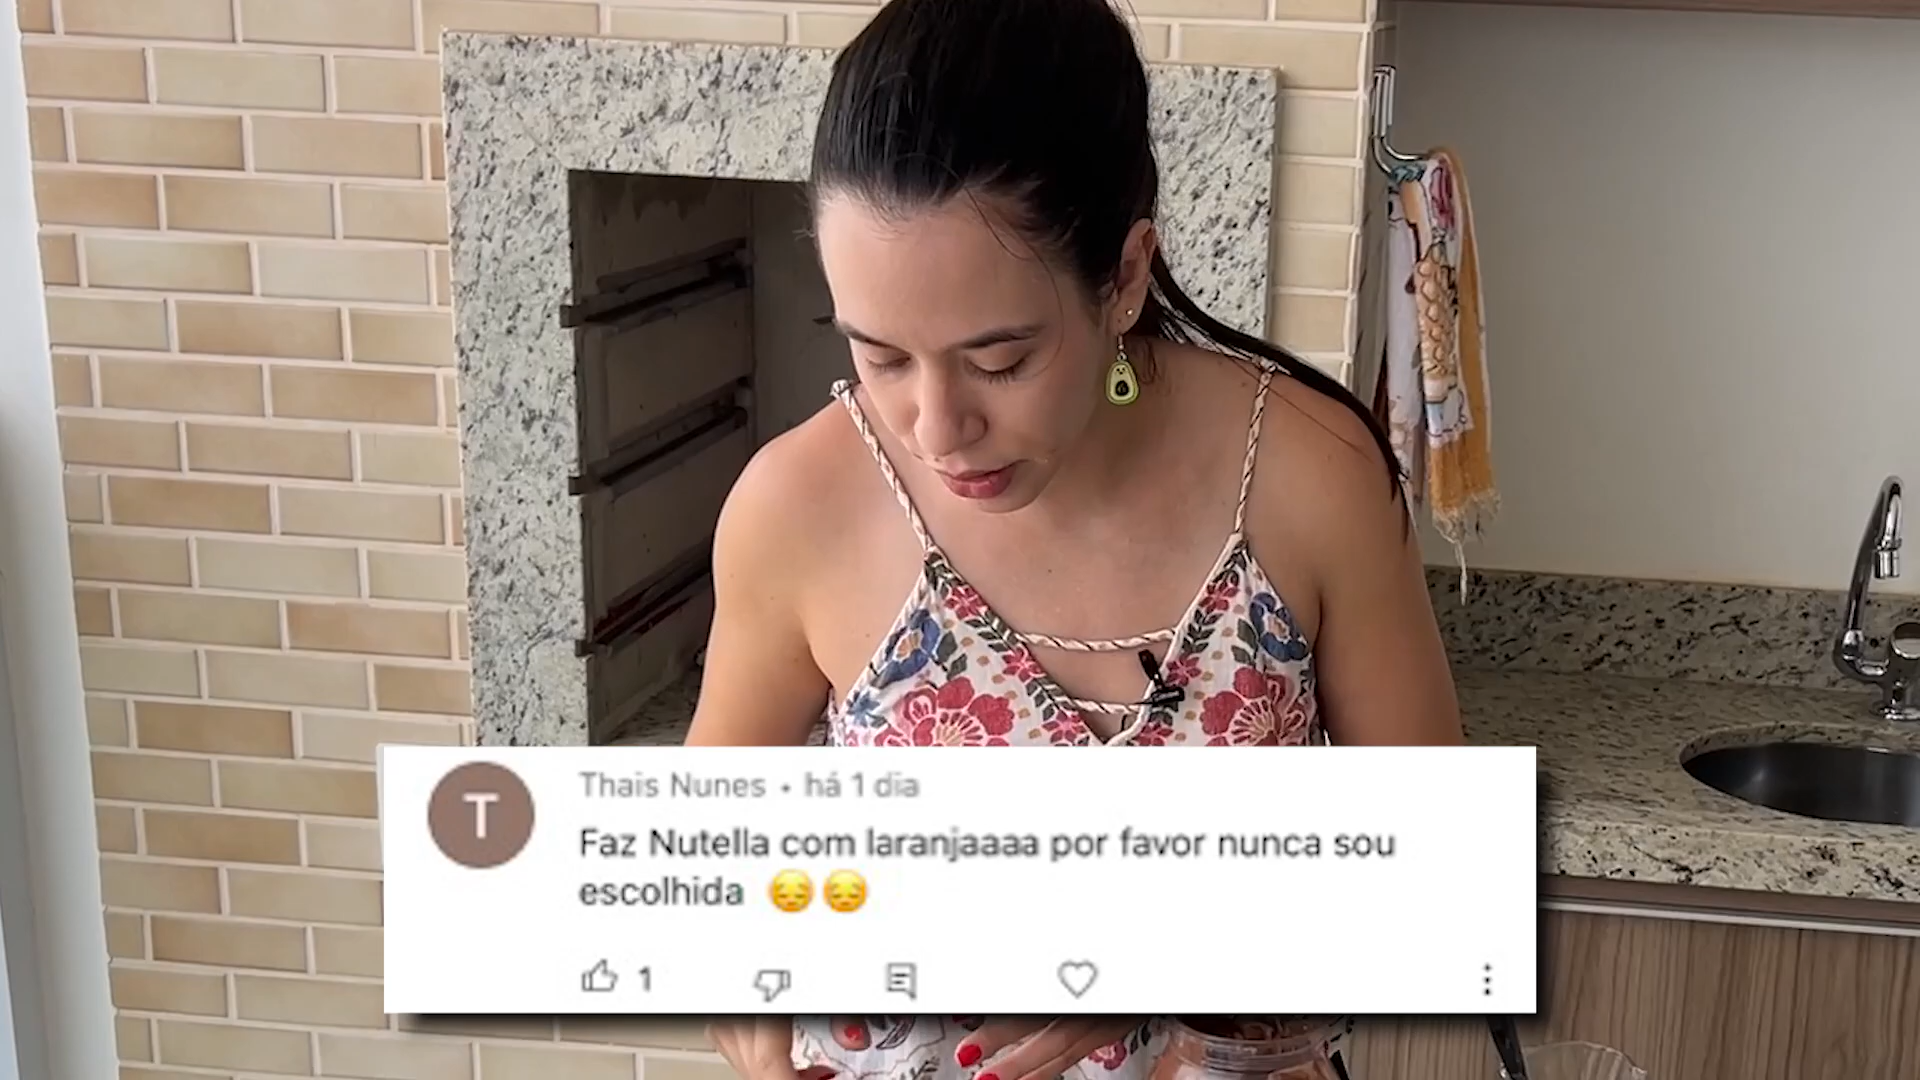 T
Thais Nunes • há 1 dia
Faz Nutella com laranjaaaa por favor nunca sou
escolhida 😔😔
1